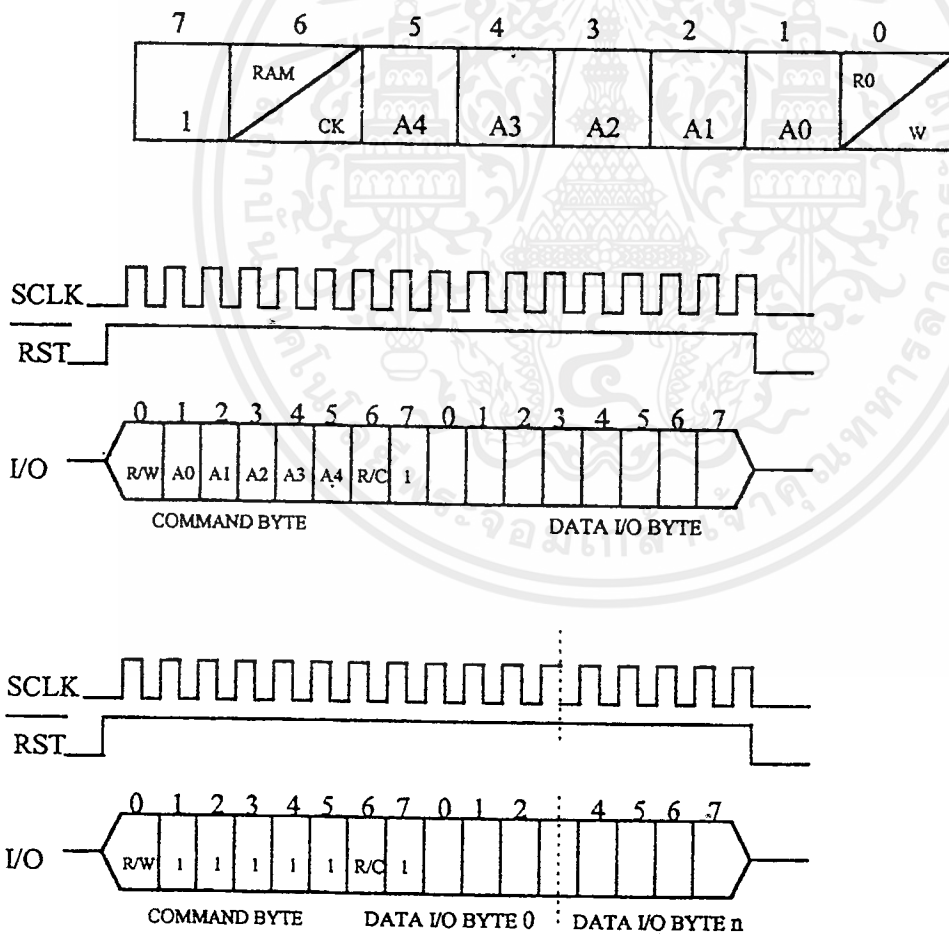 7 6 5 4 3 2 1 0
1 RAM CK A4 A3 A2 A1 A0 R0 W
SCLK
RST
0 1 2 3 4 5 6 7 0 1 2 3 4 5 6 7
I/O R/W A0 A1 A2 A3 A4 R/C 1
COMMAND BYTE DATA I/O BYTE
SCLK
RST
0 1 2 3 4 5 6 7 0 1 2 4 5 6 7
I/O R/W 1 1 1 1 1 R/C 1
COMMAND BYTE DATA I/O BYTE 0 DATA I/O BYTE n